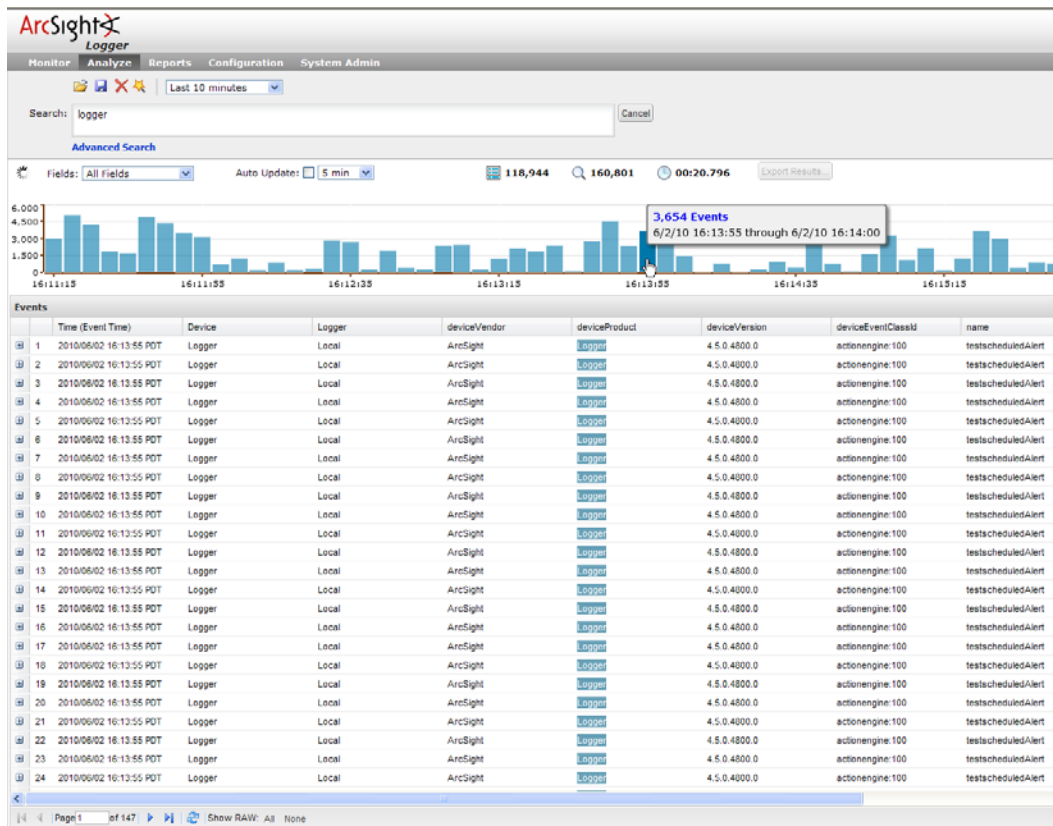 ArcSight
Logger
Monitor Analyze Reports Configuration System Admin
Last 10 minutes
Search: logger Cancel
Advanced Search
Fields: All Fields Auto Update: 5 min 118,944 160,801 00:20.796 Export Results...
6,000
4,500
3,000
1,500
0
3,654 Events
6/2/10 16:13:55 through 6/2/10 16:14:00
16:11:15 16:11:55 16:12:35 16:13:15 16:13:55 16:14:35 16:15:15
Events
Time (Event Time) Device Logger deviceVendor deviceProduct deviceVersion deviceEventClassId name
1 2010/06/02 16:13:55 PDT Logger Local ArcSight Logger 4.5.0.4800.0 actionengine:100 testscheduledAlert
2 2010/06/02 16:13:55 PDT Logger Local ArcSight Logger 4.5.0.4800.0 actionengine:100 testscheduledAlert
3 2010/06/02 16:13:55 PDT Logger Local ArcSight Logger 4.5.0.4800.0 actionengine:100 testscheduledAlert
4 2010/06/02 16:13:55 PDT Logger Local ArcSight Logger 4.5.0.4800.0 actionengine:100 testscheduledAlert
5 2010/06/02 16:13:55 PDT Logger Local ArcSight Logger 4.5.0.4800.0 actionengine:100 testscheduledAlert
6 2010/06/02 16:13:55 PDT Logger Local ArcSight Logger 4.5.0.4800.0 actionengine:100 testscheduledAlert
7 2010/06/02 16:13:55 PDT Logger Local ArcSight Logger 4.5.0.4800.0 actionengine:100 testscheduledAlert
8 2010/06/02 16:13:55 PDT Logger Local ArcSight Logger 4.5.0.4800.0 actionengine:100 testscheduledAlert
9 2010/06/02 16:13:55 PDT Logger Local ArcSight Logger 4.5.0.4800.0 actionengine:100 testscheduledAlert
10 2010/06/02 16:13:55 PDT Logger Local ArcSight Logger 4.5.0.4800.0 actionengine:100 testscheduledAlert
11 2010/06/02 16:13:55 PDT Logger Local ArcSight Logger 4.5.0.4800.0 actionengine:100 testscheduledAlert
12 2010/06/02 16:13:55 PDT Logger Local ArcSight Logger 4.5.0.4800.0 actionengine:100 testscheduledAlert
13 2010/06/02 16:13:55 PDT Logger Local ArcSight Logger 4.5.0.4800.0 actionengine:100 testscheduledAlert
14 2010/06/02 16:13:55 PDT Logger Local ArcSight Logger 4.5.0.4800.0 actionengine:100 testscheduledAlert
15 2010/06/02 16:13:55 PDT Logger Local ArcSight Logger 4.5.0.4800.0 actionengine:100 testscheduledAlert
16 2010/06/02 16:13:55 PDT Logger Local ArcSight Logger 4.5.0.4800.0 actionengine:100 testscheduledAlert
17 2010/06/02 16:13:55 PDT Logger Local ArcSight Logger 4.5.0.4800.0 actionengine:100 testscheduledAlert
18 2010/06/02 16:13:55 PDT Logger Local ArcSight Logger 4.5.0.4800.0 actionengine:100 testscheduledAlert
19 2010/06/02 16:13:55 PDT Logger Local ArcSight Logger 4.5.0.4800.0 actionengine:100 testscheduledAlert
20 2010/06/02 16:13:55 PDT Logger Local ArcSight Logger 4.5.0.4800.0 actionengine:100 testscheduledAlert
21 2010/06/02 16:13:55 PDT Logger Local ArcSight Logger 4.5.0.4800.0 actionengine:100 testscheduledAlert
22 2010/06/02 16:13:55 PDT Logger Local ArcSight Logger 4.5.0.4800.0 actionengine:100 testscheduledAlert
23 2010/06/02 16:13:55 PDT Logger Local ArcSight Logger 4.5.0.4800.0 actionengine:100 testscheduledAlert
24 2010/06/02 16:13:55 PDT Logger Local ArcSight Logger 4.5.0.4800.0 actionengine:100 testscheduledAlert
Page 1 of 147 Show RAW: All None